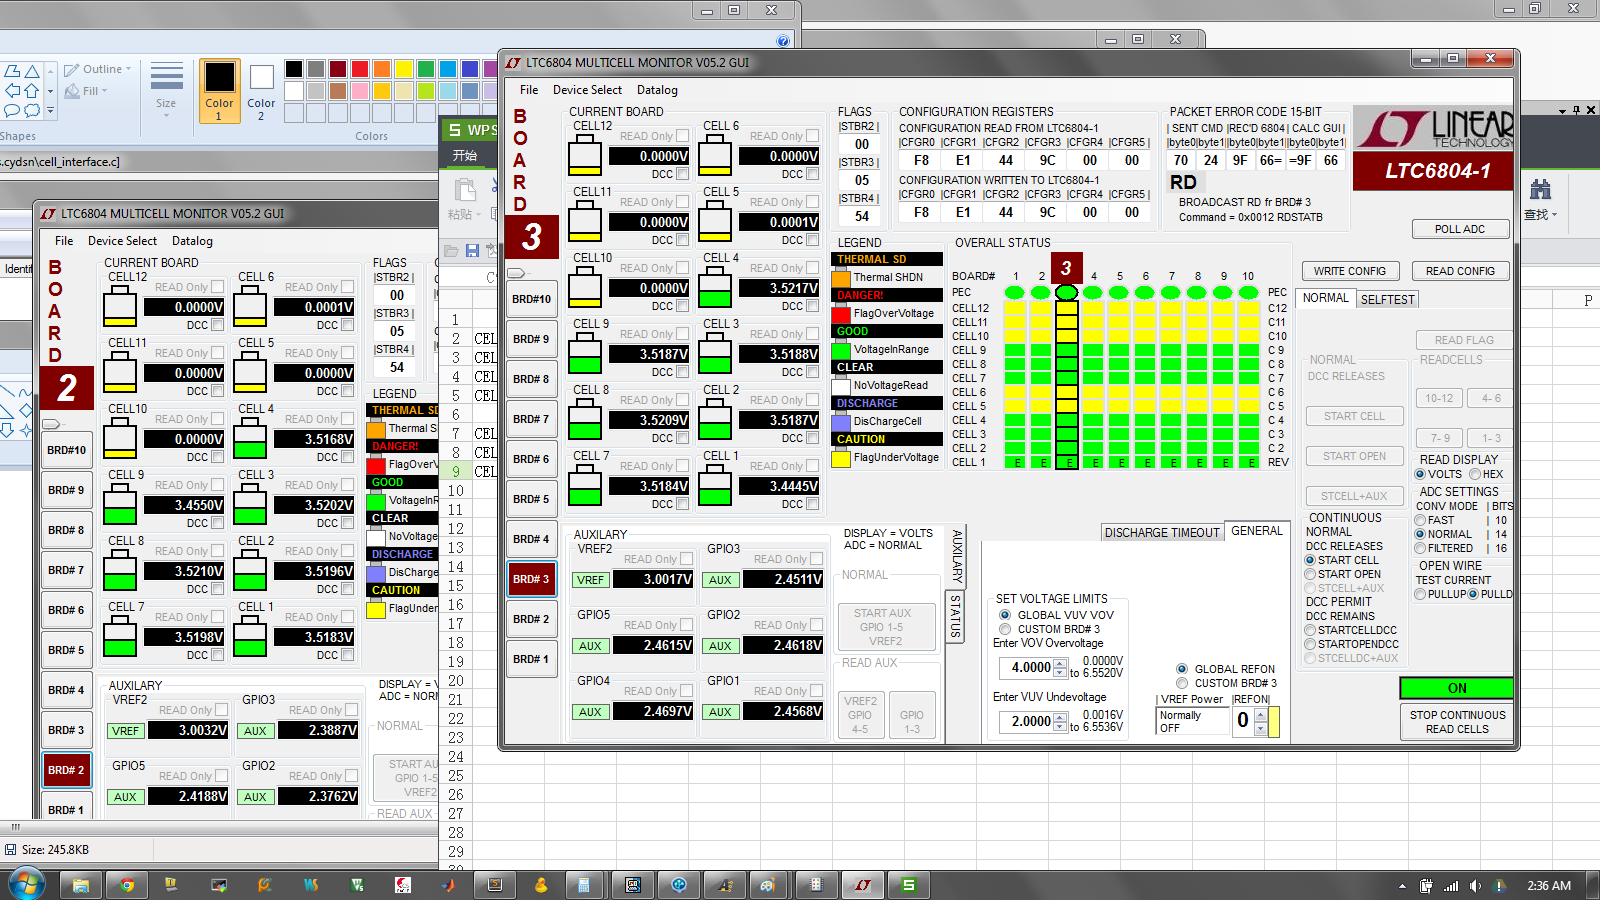 Outline
Fill
Size
Color
1
Color
2
Shapes
Colors
.cydsn\cell_interface.c]
WPS
开始
粘贴
查找
Identif
P
LTC6804 MULTICELL MONITOR V05.2 GUI
File Device Select Datalog
BOARD
2
BRD#10
BRD# 9
BRD# 8
BRD# 7
BRD# 6
BRD# 5
BRD# 4
BRD# 3
BRD# 2
BRD# 1
CURRENT BOARD
CELL12 READ Only 0.0000V DCC
CELL 6 READ Only 0.0001V DCC
CELL11 READ Only 0.0000V DCC
CELL 5 READ Only 0.0000V DCC
CELL10 READ Only 0.0000V DCC
CELL 4 READ Only 3.5168V DCC
CELL 9 READ Only 3.4550V DCC
CELL 3 READ Only 3.5202V DCC
CELL 8 READ Only 3.5210V DCC
CELL 2 READ Only 3.5196V DCC
CELL 7 READ Only 3.5198V DCC
CELL 1 READ Only 3.5183V DCC
FLAGS
|STBR2|
00
|STBR3|
05
|STBR4|
54
LEGEND
THERMAL SD
Thermal S
DANGER!
FlagOverV
GOOD
VoltageInR
CLEAR
NoVoltage
DISCHARGE
DisCharge
CAUTION
FlagUnder
AUXILARY
VREF2 READ Only
VREF 3.0032V
GPIO3 READ Only
AUX 2.3887V
GPIO5 READ Only
AUX 2.4188V
GPIO2 READ Only
AUX 2.3762V
DISPLAY = V
ADC = NORM
NORMAL
START AU
GPIO 1-5
VREF2
READ AUX
Size: 245.8KB
1
2 CEL
3 CEL
4 CEL
5 CEL
6
7 CEL
8 CEL
9 CEL
10
11
12
13
14
15
16
17
18
19
20
21
22
23
24
25
26
27
28
29
LTC6804 MULTICELL MONITOR V05.2 GUI
File Device Select Datalog
BOARD
3
BRD#10
BRD# 9
BRD# 8
BRD# 7
BRD# 6
BRD# 5
BRD# 4
BRD# 3
BRD# 2
BRD# 1
CURRENT BOARD
CELL12 READ Only 0.0000V DCC
CELL 6 READ Only 0.0000V DCC
CELL11 READ Only 0.0000V DCC
CELL 5 READ Only 0.0001V DCC
CELL10 READ Only 0.0000V DCC
CELL 4 READ Only 3.5217V DCC
CELL 9 READ Only 3.5187V DCC
CELL 3 READ Only 3.5188V DCC
CELL 8 READ Only 3.5209V DCC
CELL 2 READ Only 3.5187V DCC
CELL 7 READ Only 3.5184V DCC
CELL 1 READ Only 3.4445V DCC
FLAGS
|STBR2|
00
|STBR3|
05
|STBR4|
54
CONFIGURATION REGISTERS
CONFIGURATION READ FROM LTC6804-1
|CFGR0 |CFGR1 |CFGR2 |CFGR3 |CFGR4 |CFGR5|
F8 E1 44 9C 00 00
CONFIGURATION WRITTEN TO LTC6804-1
|CFGR0 |CFGR1 |CFGR2 |CFGR3 |CFGR4 |CFGR5|
F8 E1 44 9C 00 00
PACKET ERROR CODE 15-BIT
| SENT CMD |REC'D 6804| CALC GUI|
|byte0|byte1 |byte0|byte1 |byte0|byte1
70 24 9F 66= =9F 66
RD
BROADCAST RD fr BRD# 3
Command = 0x0012 RDSTATB
LINEAR
TECHNOLOGY
LTC6804-1
POLL ADC
WRITE CONFIG READ CONFIG
LEGEND
THERMAL SD
Thermal SHDN
DANGER!
FlagOverVoltage
GOOD
VoltageInRange
CLEAR
NoVoltageRead
DISCHARGE
DisChargeCell
CAUTION
FlagUnderVoltage
OVERALL STATUS
BOARD# 1 2 3 4 5 6 7 8 9 10
PEC PEC
CELL12 C12
CELL11 C11
CELL10 C10
CELL 9 C 9
CELL 8 C 8
CELL 7 C 7
CELL 6 C 6
CELL 5 C 5
CELL 4 C 4
CELL 3 C 3
CELL 2 C 2
CELL 1 E E E E E E E E E E REV
NORMAL SELFTEST
READ FLAG
NORMAL
DCC RELEASES
START CELL
START OPEN
STCELL+AUX
READCELLS
10-12 4- 6
7- 9 1- 3
READ DISPLAY
VOLTS HEX
ADC SETTINGS
CONV MODE |BITS
FAST | 10
NORMAL | 14
FILTERED | 16
OPEN WIRE
TEST CURRENT
PULLUP PULLD
CONTINUOUS
NORMAL
DCC RELEASES
START CELL
START OPEN
STCELL+AUX
DCC PERMIT
DCC REMAINS
STARTCELLDCC
STARTOPENDCC
STCELLDC+AUX
ON
STOP CONTINUOUS
READ CELLS
AUXILARY
VREF2 READ Only
VREF 3.0017V
GPIO3 READ Only
AUX 2.4511V
GPIO5 READ Only
AUX 2.4615V
GPIO2 READ Only
AUX 2.4618V
GPIO4 READ Only
AUX 2.4697V
GPIO1 READ Only
AUX 2.4568V
DISPLAY = VOLTS
ADC = NORMAL
NORMAL
START AUX
GPIO 1-5
VREF2
READ AUX
VREF2
GPIO
4-5
GPIO
1-3
AUXILARY
STATUS
DISCHARGE TIMEOUT GENERAL
SET VOLTAGE LIMITS
GLOBAL VUV VOV
CUSTOM BRD# 3
Enter VOV Overvoltage
4.0000 0.0000V
to 6.5520V
Enter VUV Undevoltage
2.0000 0.0016V
to 6.5536V
GLOBAL REFON
CUSTOM BRD# 3
| VREF Power |REFON|
Normally
OFF
0
2:36 AM